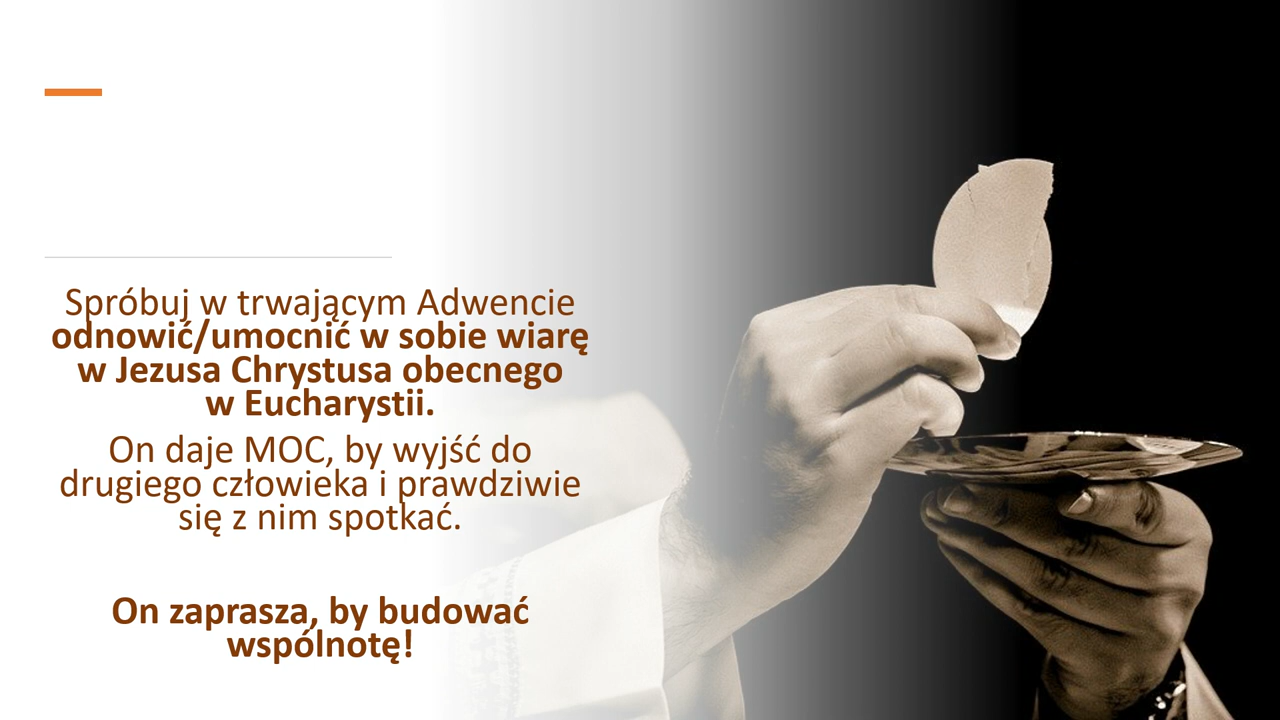 Spróbuj w trwającym Adwencie
odnowić/umocnić w sobie wiarę
w Jezusa Chrystusa obecnego
w Eucharystii.
On daje MOC, by wyjść do
drugiego człowieka i prawdziwie
się z nim spotkać.
On zaprasza, by budować
wspólnotę!